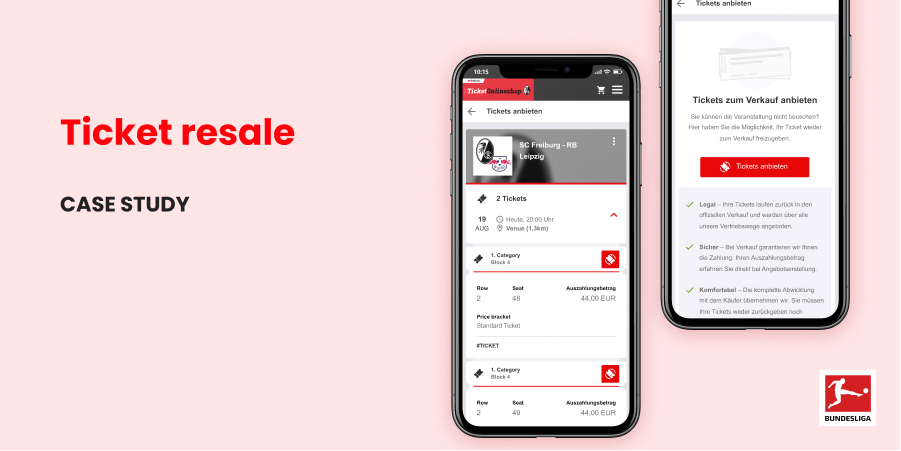 Ticket resale
CASE STUDY
10:15
TicketOnlineshop
Tickets anbieten
SC Freiburg - RB
Leipzig
2 Tickets
19
AUG
Heute, 20:00 Uhr
Venue (1,3km)
1. Category
Block 4
Row
Seat
Auszahlungsbetrag
2
48
44,00 EUR
Price bracket
Standard Ticket
#TICKET
1. Category
Block 4
Row
Seat
Auszahlungsbetrag
2
49
44,00 EUR
Tickets anbieten
Tickets zum Verkauf anbieten
Sie können die Veranstaltung nicht beuschen?
Hier haben Sie die Möglichkeit, Ihr Ticket wieder
zum Verkauf freizugeben.
Tickets anbieten
Legal – Ihre Tickets laufen zurück in den
offiziellen Verkauf und werden über alle
unsere Vertriebswege angeboten.
Sicher – Bei Verkauf garantieren wir Ihnen
die Zahlung. Ihren Auszahlungsbetrag
erfahren Sie direkt bei Angebotserstellung.
Komfortabel – Die komplette Abwicklung
mit dem Käufer übernehmen wir. Sie müssen
Ihre Tickets weder zurückgeben noch
BUNDESLIGA